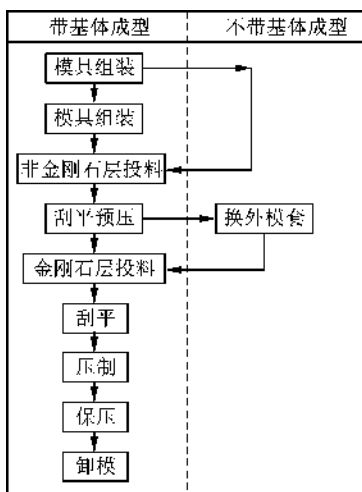 带基体成型 不带基体成型
模具组装
模具组装
非金刚石层投料
刮平预压 换外模套
金刚石层投料
刮平
压制
保压
卸模